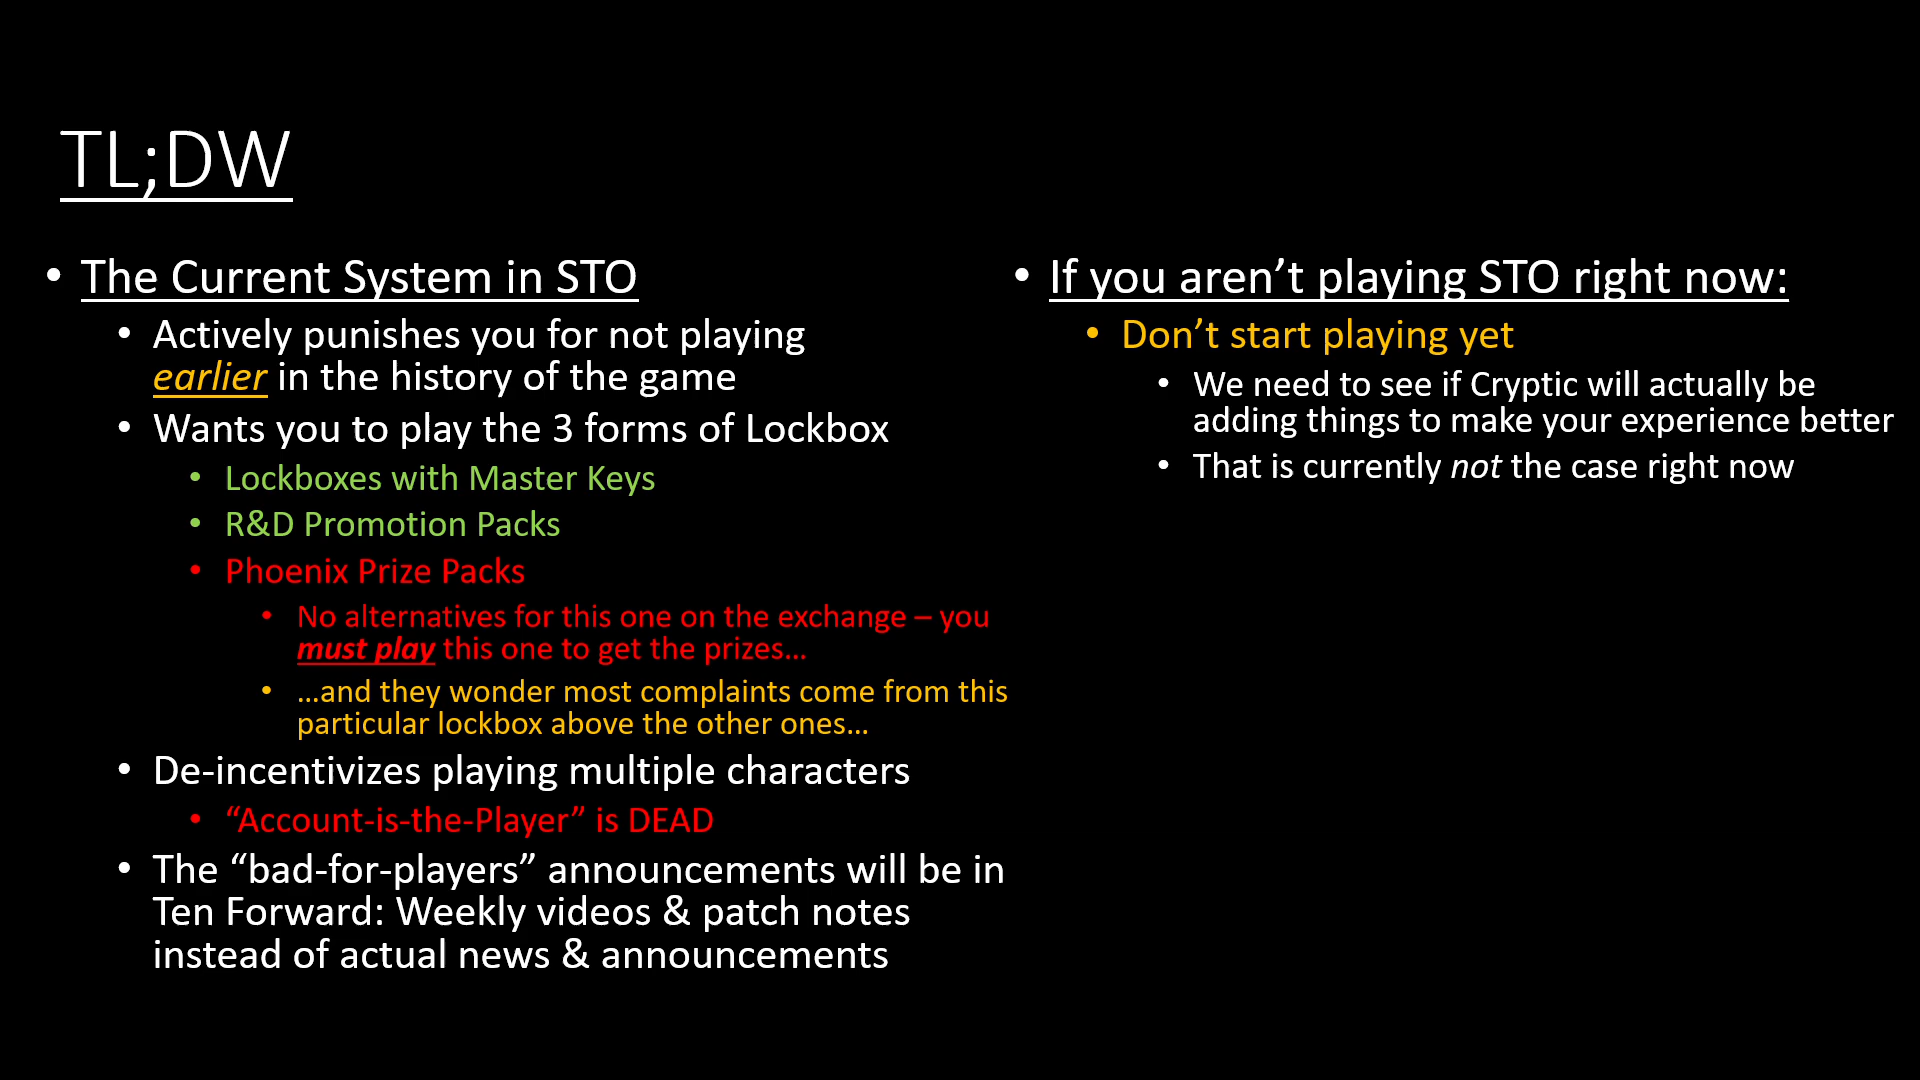 TL;DW
• The Current System in STO
• Actively punishes you for not playing
earlier in the history of the game
• Wants you to play the 3 forms of Lockbox
• Lockboxes with Master Keys
• R&D Promotion Packs
• Phoenix Prize Packs
• No alternatives for this one on the exchange – you
must play this one to get the prizes…
• …and they wonder most complaints come from this
particular lockbox above the other ones…
• De-incentivizes playing multiple characters
• “Account-is-the-Player” is DEAD
• The “bad-for-players” announcements will be in
Ten Forward: Weekly videos & patch notes
instead of actual news & announcements
• If you aren’t playing STO right now:
• Don’t start playing yet
• We need to see if Cryptic will actually be
adding things to make your experience better
• That is currently not the case right now